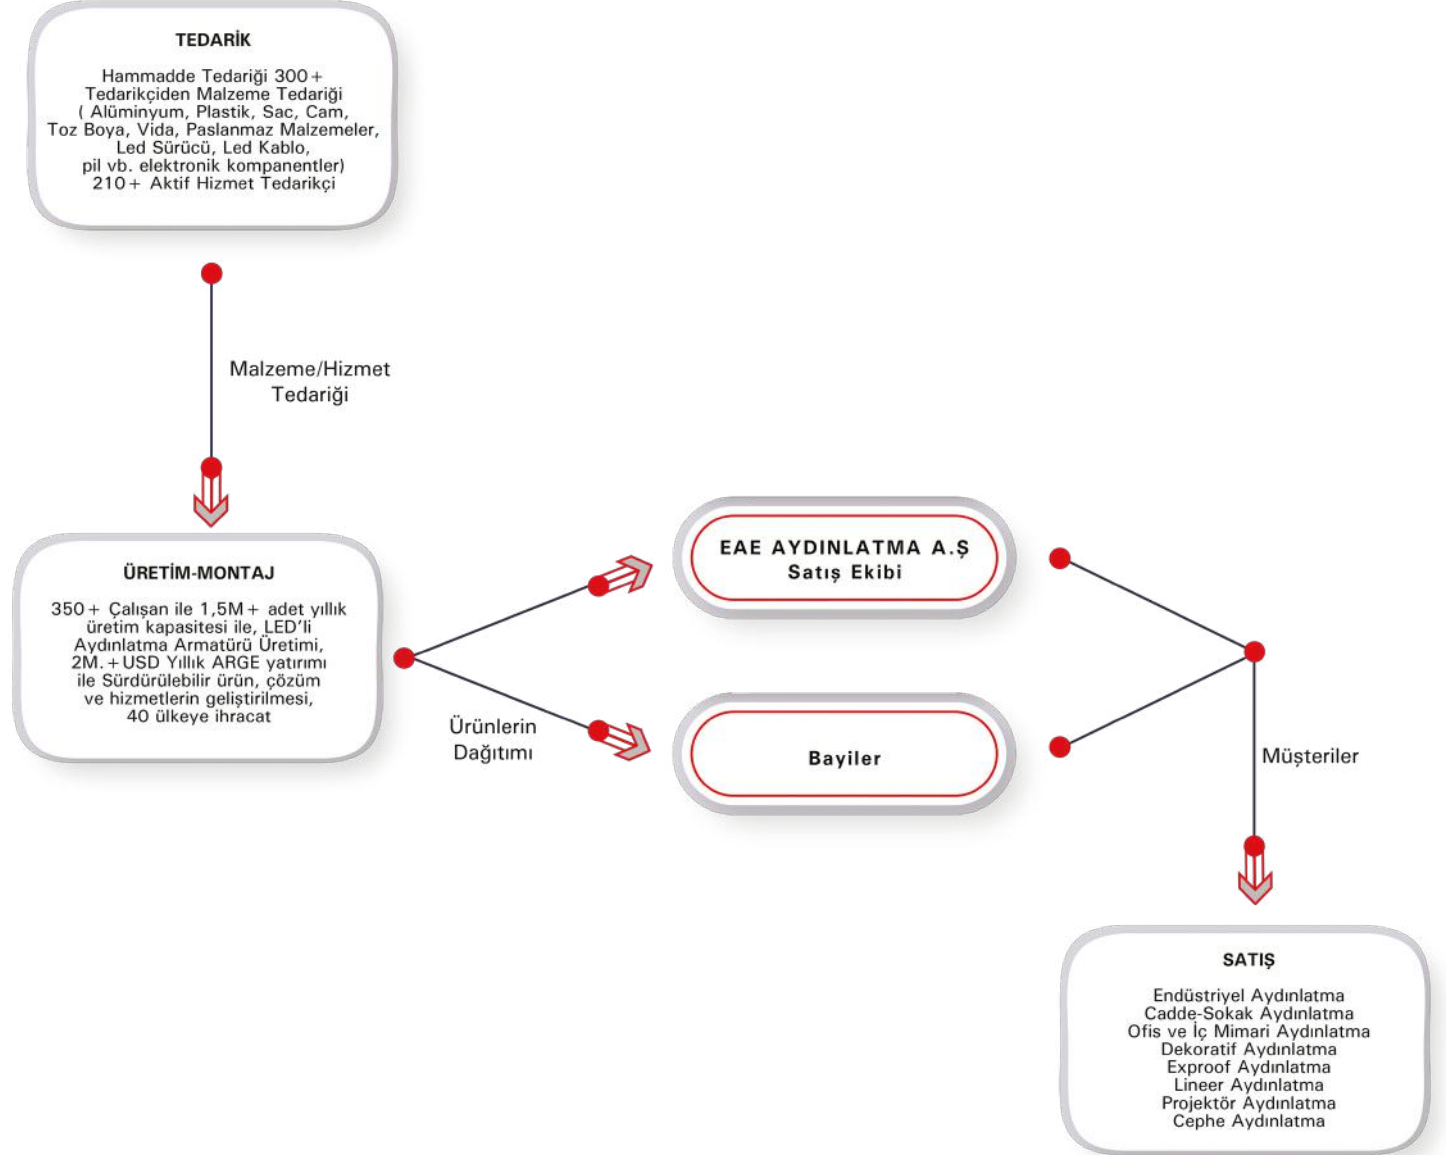 TEDARİK
Hammadde Tedariği 300+
Tedarikçiden Malzeme Tedariği
( Alüminyum, Plastik, Sac, Cam,
Toz Boya, Vida, Paslanmaz Malzemeler,
Led Sürücü, Led Kablo,
pil vb. elektronik kompanentler)
210+ Aktif Hizmet Tedarikçi
Malzeme/Hizmet
Tedariği
ÜRETİM-MONTAJ
350+ Çalışan ile 1,5M+ adet yıllık
üretim kapasitesi ile, LED'li
Aydınlatma Armatürü Üretimi,
2M.+USD Yıllık ARGE yatırımı
ile Sürdürülebilir ürün, çözüm
ve hizmetlerin geliştirilmesi,
40 ülkeye ihracat
Ürünlerin
Dağıtımı
EAE AYDINLATMA A.Ş
Satış Ekibi
Bayiler
Müşteriler
SATIŞ
Endüstriyel Aydınlatma
Cadde-Sokak Aydınlatma
Ofis ve İç Mimari Aydınlatma
Dekoratif Aydınlatma
Exproof Aydınlatma
Lineer Aydınlatma
Projektör Aydınlatma
Cephe Aydınlatma